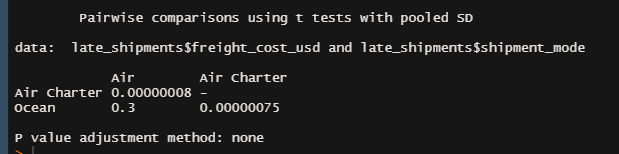 Pairwise comparisons using t tests with pooled SD
data:  late_shipments$freight_cost_usd and late_shipments$shipment_mode
            Air        Air Charter
Air Charter 0.00000008 -
Ocean       0.3        0.00000075
P value adjustment method: none
>